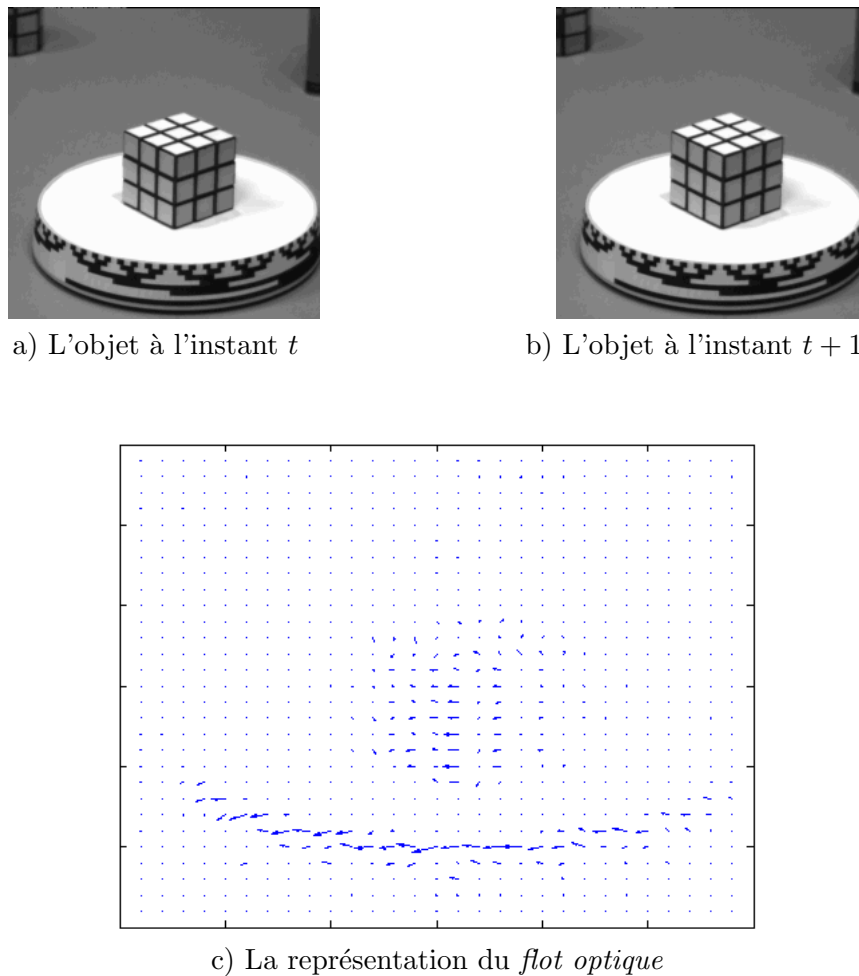 a) L'objet à l'instant t
b) L'objet à l'instant t + 1
c) La représentation du flot optique